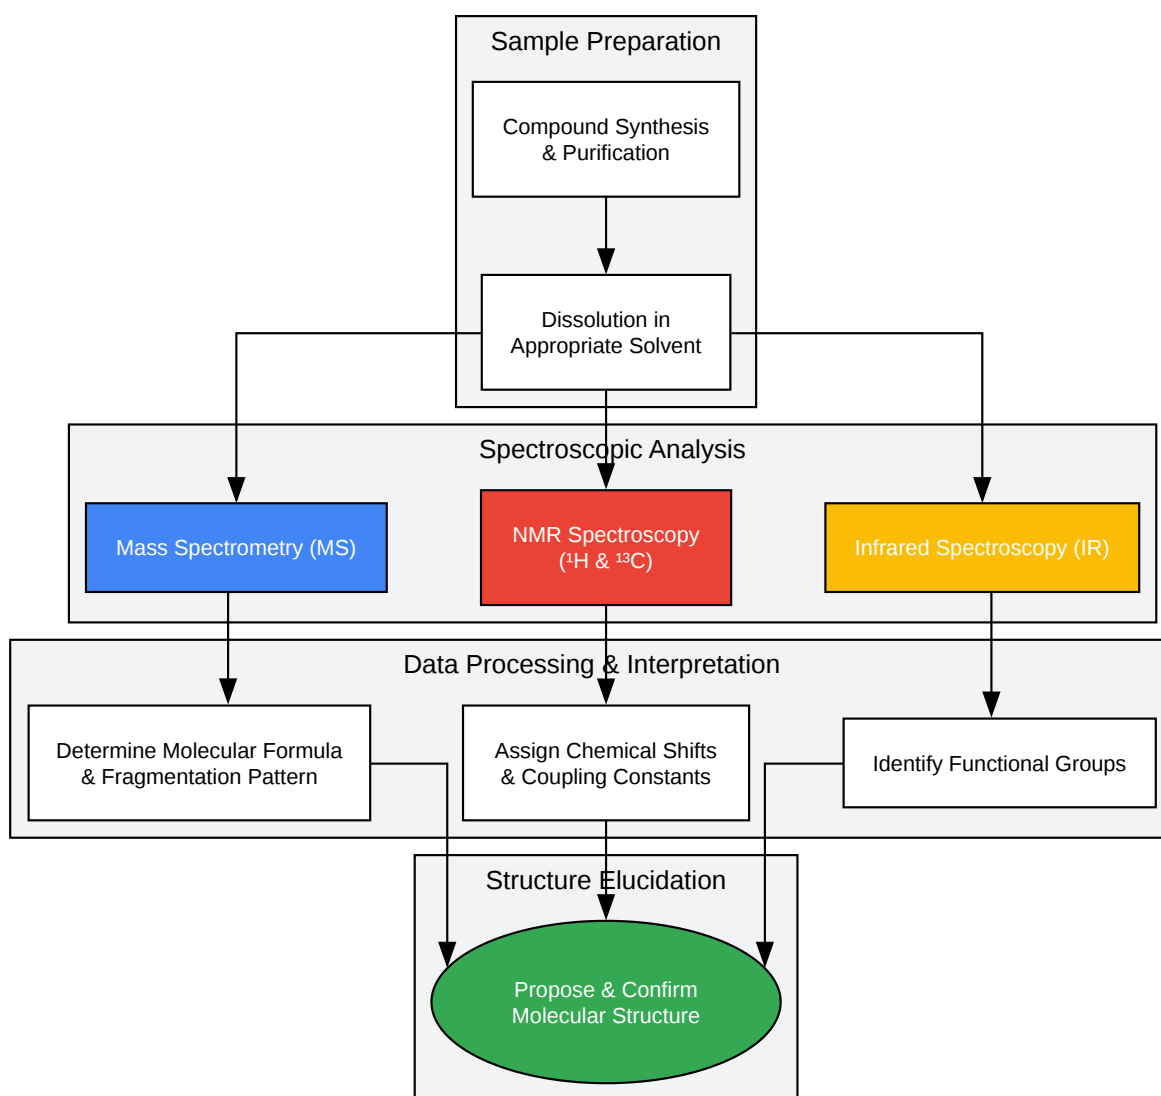 Sample Preparation
Compound Synthesis
& Purification
Dissolution in
Appropriate Solvent
Spectroscopic Analysis
Mass Spectrometry (MS)
NMR Spectroscopy
(¹H & ¹³C)
Infrared Spectroscopy (IR)
Data Processing & Interpretation
Determine Molecular Formula
& Fragmentation Pattern
Assign Chemical Shifts
& Coupling Constants
Identify Functional Groups
Structure Elucidation
Propose & Confirm
Molecular Structure